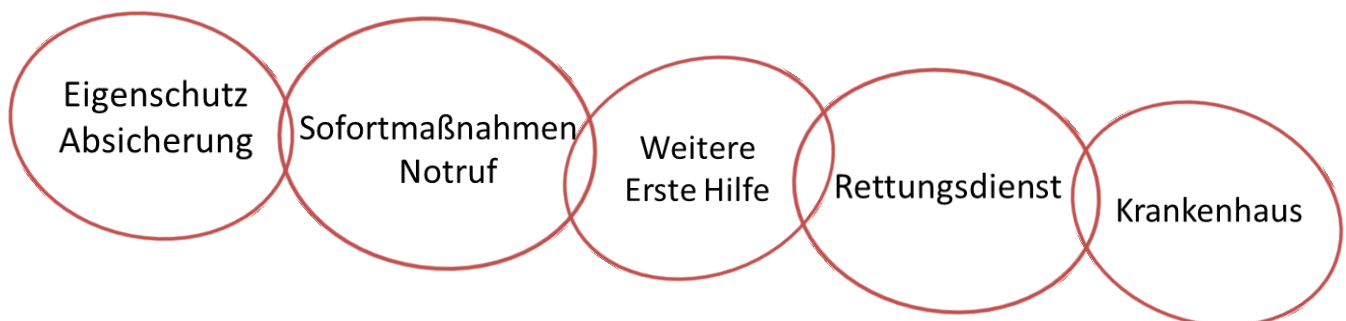 Eigenschutz
Absicherung
Sofortmaßnahmen
Notruf
Weitere
Erste Hilfe
Rettungsdienst
Krankenhaus